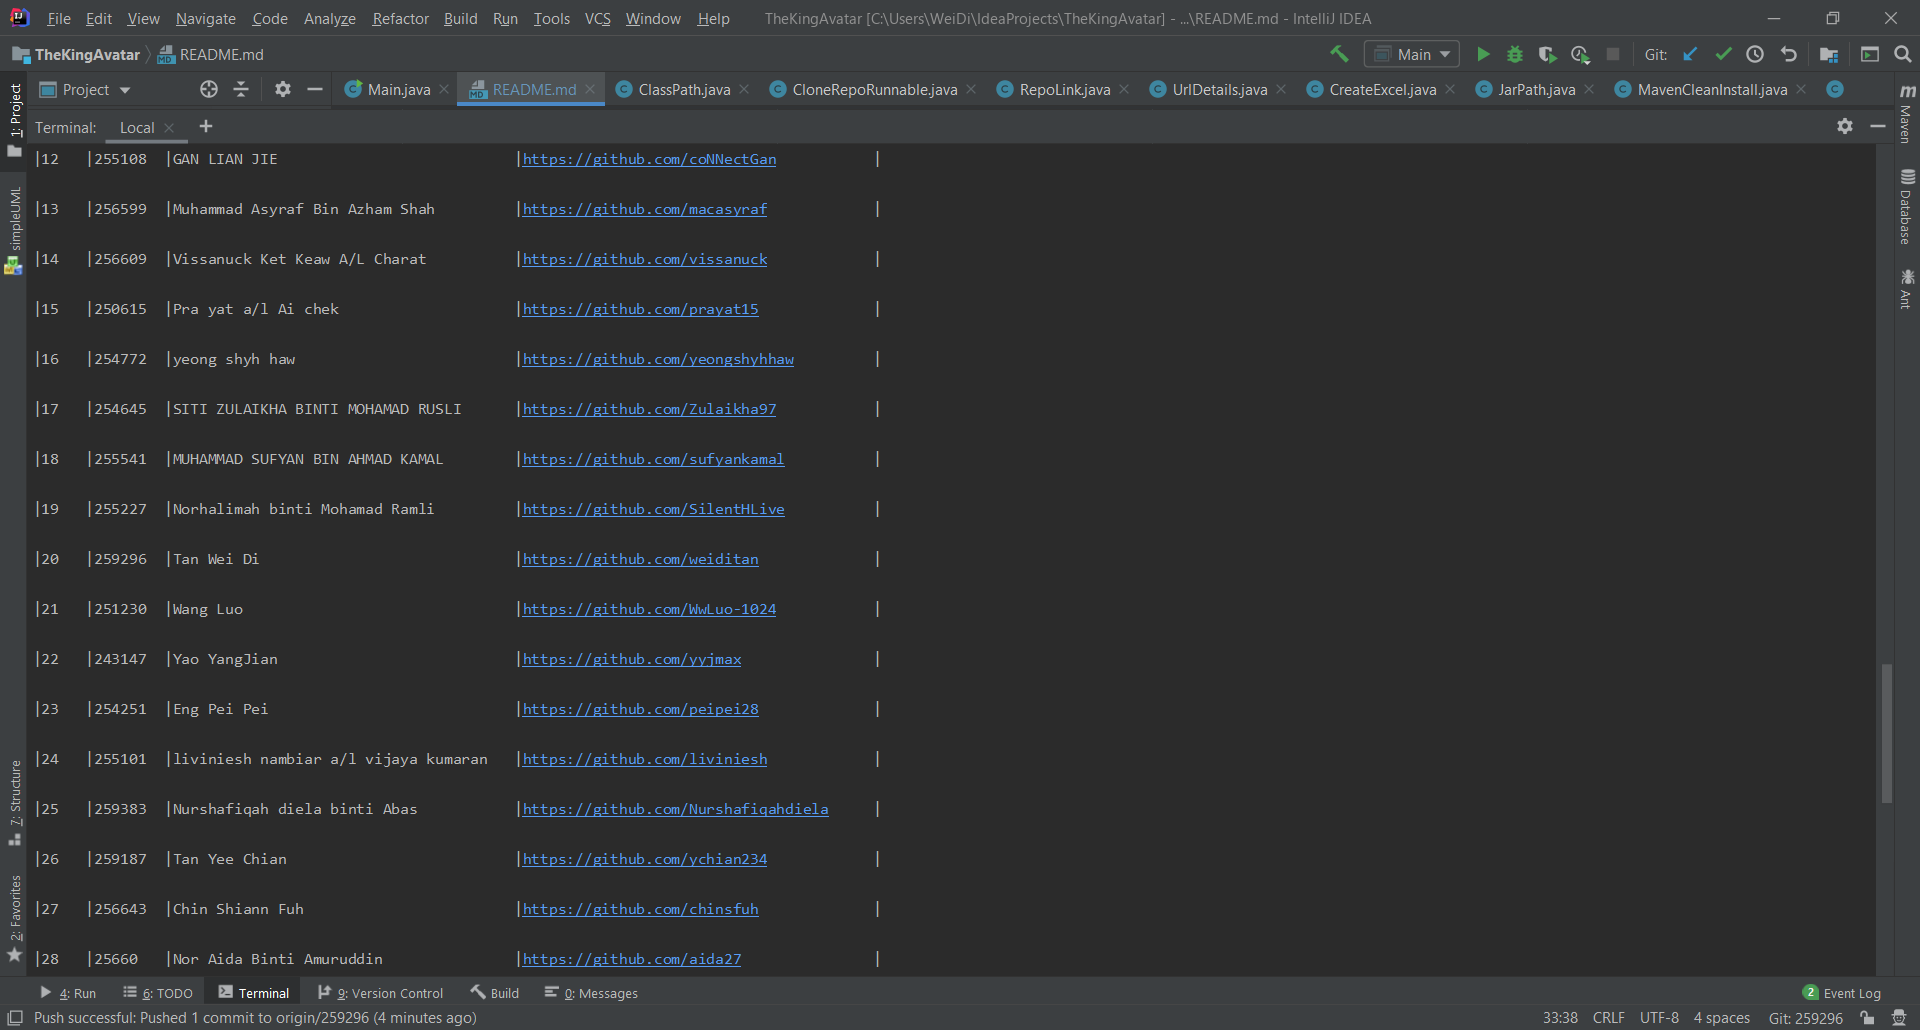 File Edit View Navigate Code Analyze Refactor Build Run Tools VCS Window Help TheKingAvatar [C:\Users\WeiDi\IdeaProjects\TheKingAvatar] - ...\README.md - IntelliJ IDEA
TheKingAvatar README.md Main Git:
Project Main.java README.md ClassPath.java CloneRepoRunnable.java RepoLink.java UrlDetails.java CreateExcel.java JarPath.java MavenCleanInstall.java
Terminal: Local
|12 |255108 |GAN LIAN JIE |https://github.com/coNNectGan |
|13 |256599 |Muhammad Asyraf Bin Azham Shah |https://github.com/macasyraf |
|14 |256609 |Vissanuck Ket Keaw A/L Charat |https://github.com/vissanuck |
|15 |250615 |Pra yat a/l Ai chek |https://github.com/prayat15 |
|16 |254772 |yeong shyh haw |https://github.com/yeongshyhhaw |
|17 |254645 |SITI ZULAIKHA BINTI MOHAMAD RUSLI |https://github.com/Zulaikha97 |
|18 |255541 |MUHAMMAD SUFYAN BIN AHMAD KAMAL |https://github.com/sufyankamal |
|19 |255227 |Norhalimah binti Mohamad Ramli |https://github.com/SilentHLive |
|20 |259296 |Tan Wei Di |https://github.com/weiditan |
|21 |251230 |Wang Luo |https://github.com/WwLuo-1024 |
|22 |243147 |Yao YangJian |https://github.com/yyjmax |
|23 |254251 |Eng Pei Pei |https://github.com/peipei28 |
|24 |255101 |liviniesh nambiar a/l vijaya kumaran |https://github.com/liviniesh |
|25 |259383 |Nurshafiqah diela binti Abas |https://github.com/Nurshafiqahdiela |
|26 |259187 |Tan Yee Chian |https://github.com/ychian234 |
|27 |256643 |Chin Shiann Fuh |https://github.com/chinsfuh |
|28 |25660 |Nor Aida Binti Amuruddin |https://github.com/aida27 |
1: Project
simpleUML
7: Structure
2: Favorites
Maven
Database
Ant
4: Run 6: TODO Terminal 9: Version Control Build 0: Messages 2 Event Log
Push successful: Pushed 1 commit to origin/259296 (4 minutes ago) 33:38 CRLF UTF-8 4 spaces Git: 259296